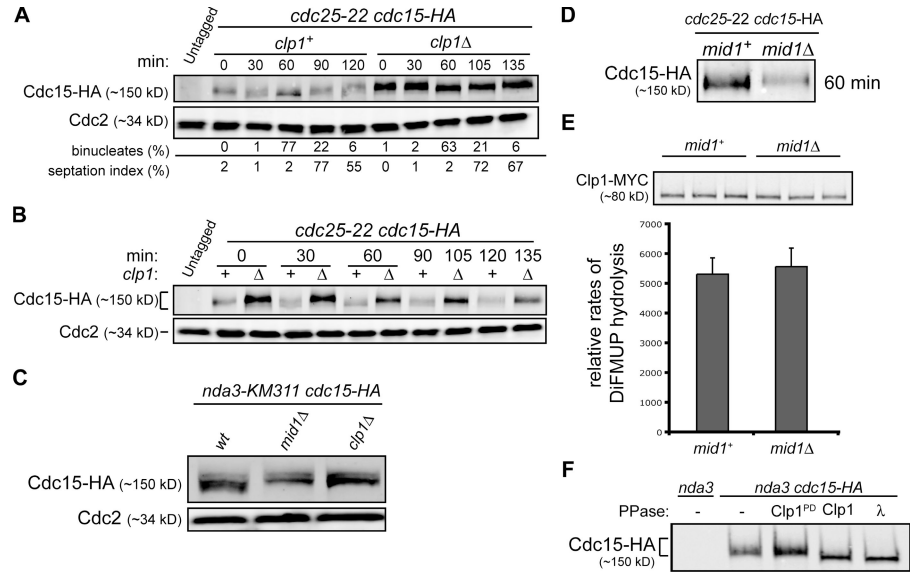 A
cdc25-22 cdc15-HA
Untagged
clp1+ clp1Δ
min: 0 30 60 90 120 0 30 60 105 135
Cdc15-HA (~150 kD)
Cdc2 (~34 kD)
binucleates (%) 0 1 77 22 6 1 2 63 21 6
septation index (%) 2 1 2 77 55 0 1 2 72 67
B
cdc25-22 cdc15-HA
Untagged
min: 0 30 60 90 105 120 135
clp1: + Δ + Δ + Δ + Δ + Δ
Cdc15-HA (~150 kD)
Cdc2 (~34 kD)
C
nda3-KM311 cdc15-HA
wt mid1Δ clp1Δ
Cdc15-HA (~150 kD)
Cdc2 (~34 kD)
D
cdc25-22 cdc15-HA
mid1+ mid1Δ
Cdc15-HA
(~150 kD)
60 min
E
mid1+ mid1Δ
Clp1-MYC
(~80 kD)
relative rates of
DiFMUP hydrolysis
7000
6000
5000
4000
3000
2000
1000
0
mid1+ mid1Δ
F
nda3 nda3 cdc15-HA
PPase: - - Clp1PD Clp1 λ
Cdc15-HA
(~150 kD)